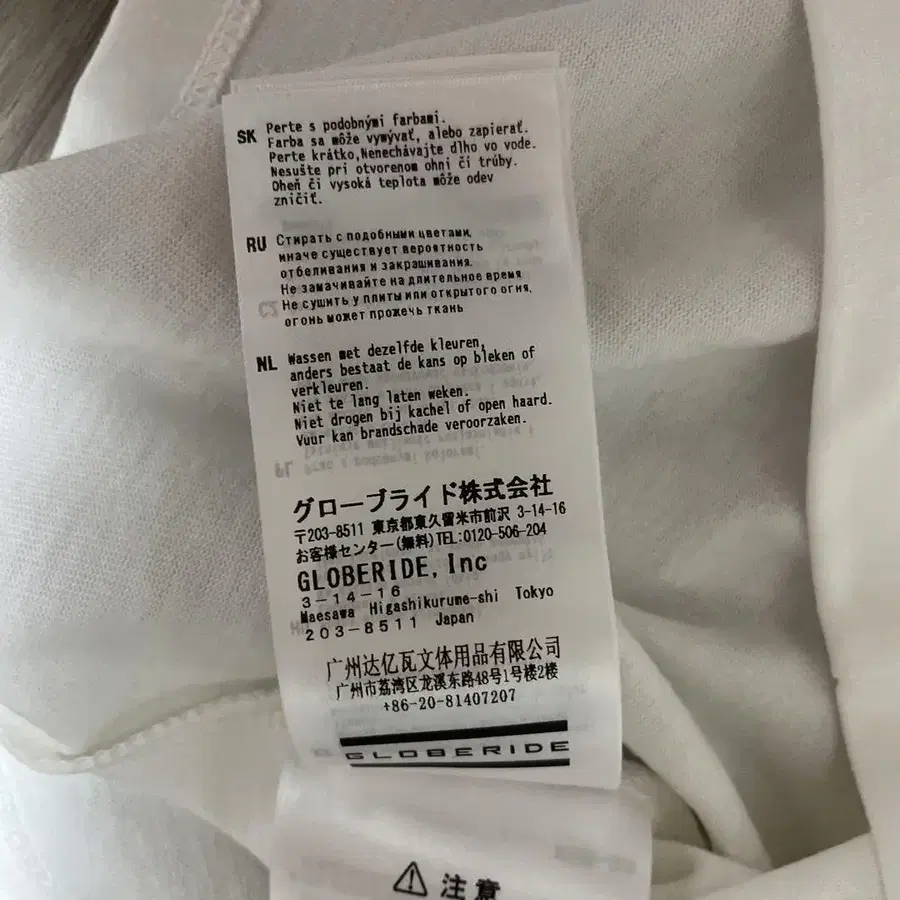 SK Perte s podobnými farbami.
Farba sa môže vymývať, alebo zapierať.
Perte krátko,Nenechávajte dlho vo vode.
Nesušte pri otvorenom ohni či trúby.
Oheň či vysoká teplota môže odev
zničiť.
RU Стирать с подобными цветами,
иначе существует вероятность
отбеливания и закрашивания.
Не замачивайте на длительное время
Не сушить у плиты или открытого огня,
огонь может прожечь ткань
NL Wassen met dezelfde kleuren,
anders bestaat de kans op bleken of
verkleuren.
Niet te lang laten weken.
Niet drogen bij kachel of open haard.
Vuur kan brandschade veroorzaken.
グローブライド株式会社
〒203-8511 東京都東久留米市前沢 3-14-16
お客様センター(無料)TEL:0120-506-204
GLOBERIDE, Inc
3-14-16
Maesawa Higashikurume-shi Tokyo
203-8511 Japan
广州达亿瓦文体用品有限公司
广州市荔湾区龙溪东路48号1号楼2楼
+86-20-81407207
GLOBERIDE
注意